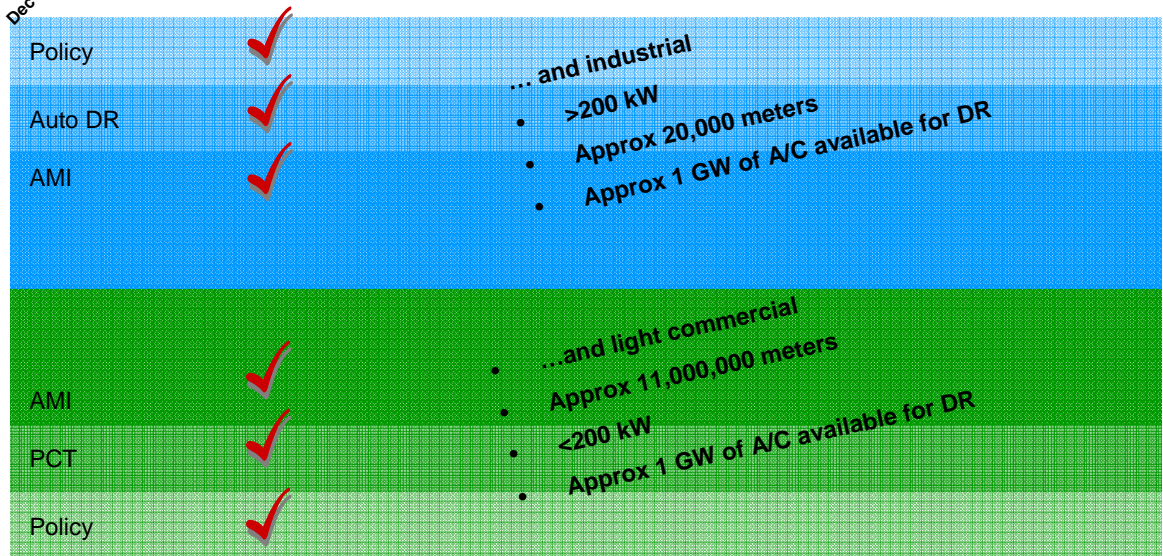 Dec
Policy
Auto DR
AMI
… and industrial
• >200 kW
• Approx 20,000 meters
• Approx 1 GW of A/C available for DR
AMI
PCT
Policy
• …and light commercial
• Approx 11,000,000 meters
• <200 kW
• Approx 1 GW of A/C available for DR